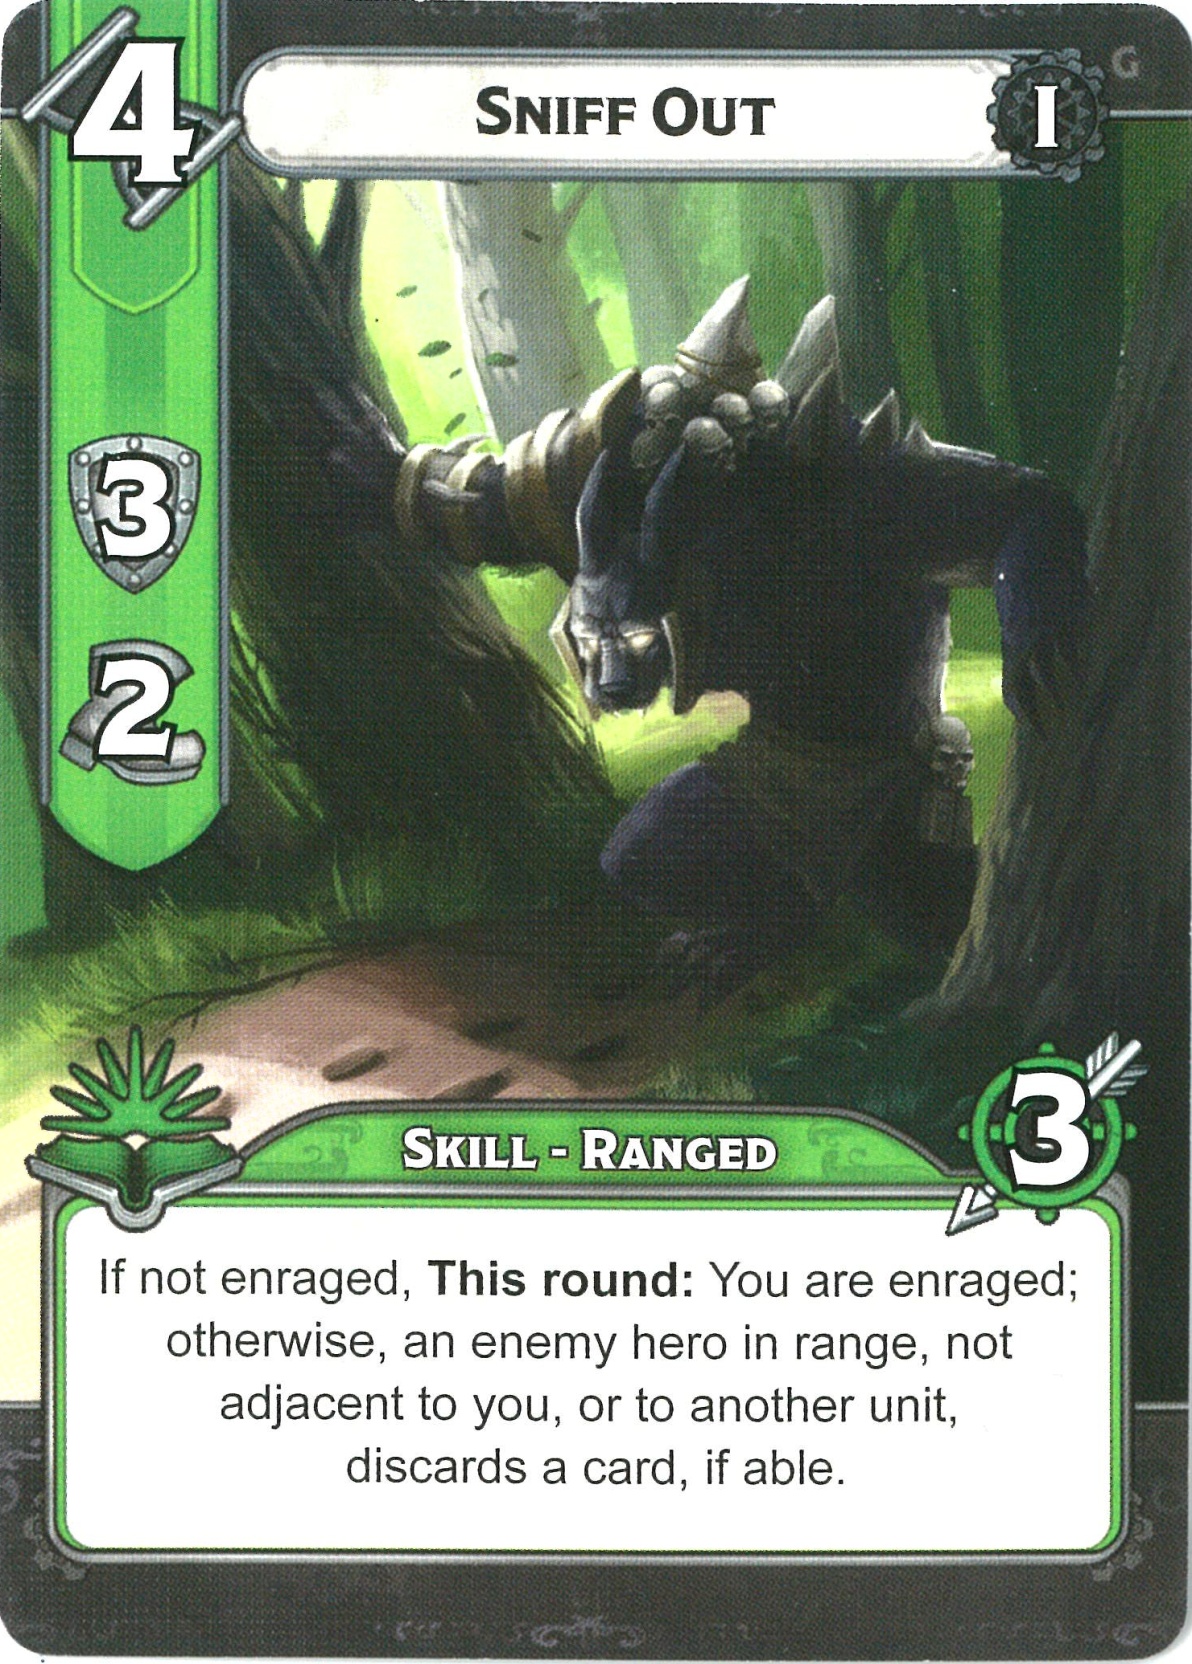 4
SNIFF OUT
I
G
3
2
SKILL - RANGED
3
If not enraged, This round: You are enraged;
otherwise, an enemy hero in range, not
adjacent to you, or to another unit,
discards a card, if able.